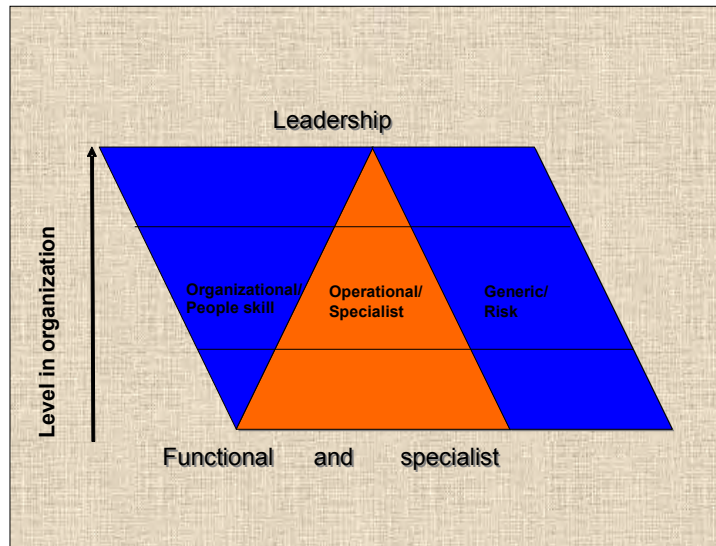 Leadership
Level in organization
Organizational/
People skill
Operational/
Specialist
Generic/
Risk
Functional and specialist